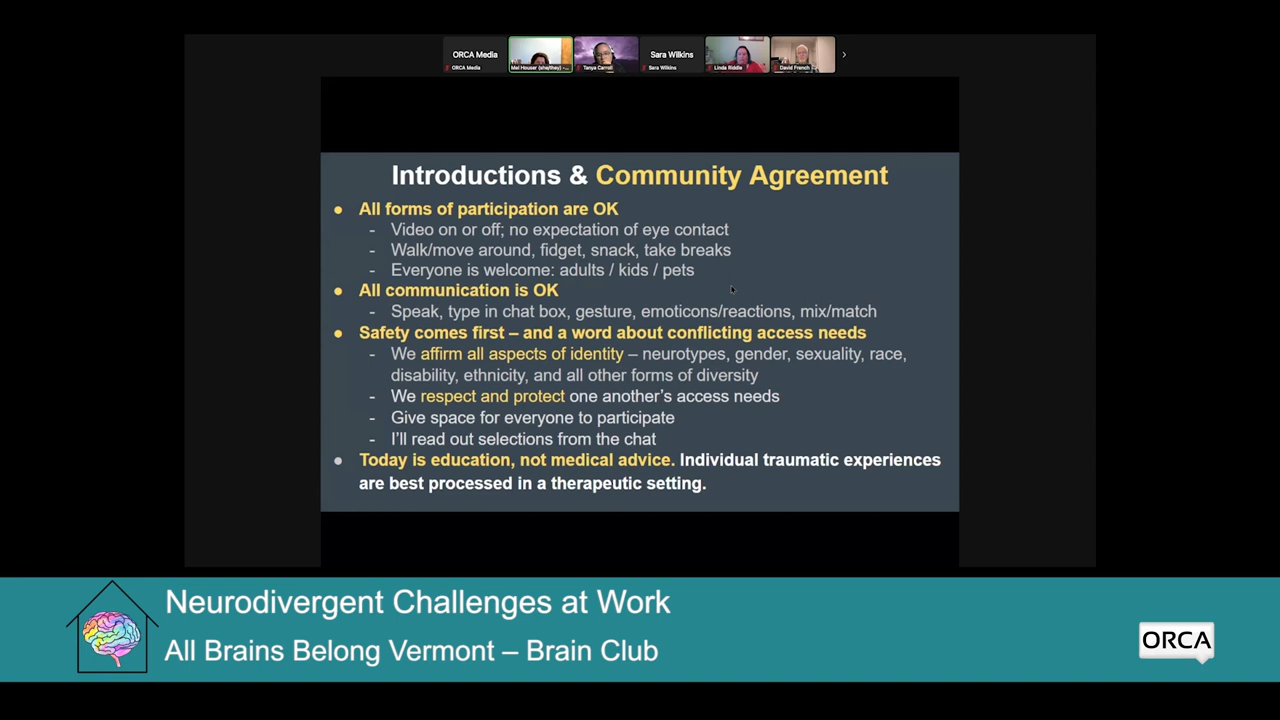 ORCA Media
Sara Wilkins
ORCA Media
Mel Houser (she/they) -...
Tanya Carroll
Sara Wilkins
Linda Riddle
David French
Introductions & Community Agreement
● All forms of participation are OK
- Video on or off; no expectation of eye contact
- Walk/move around, fidget, snack, take breaks
- Everyone is welcome: adults / kids / pets
● All communication is OK
- Speak, type in chat box, gesture, emoticons/reactions, mix/match
● Safety comes first – and a word about conflicting access needs
- We affirm all aspects of identity – neurotypes, gender, sexuality, race,
disability, ethnicity, and all other forms of diversity
- We respect and protect one another’s access needs
- Give space for everyone to participate
- I’ll read out selections from the chat
● Today is education, not medical advice. Individual traumatic experiences
are best processed in a therapeutic setting.
Neurodivergent Challenges at Work
All Brains Belong Vermont – Brain Club
ORCA